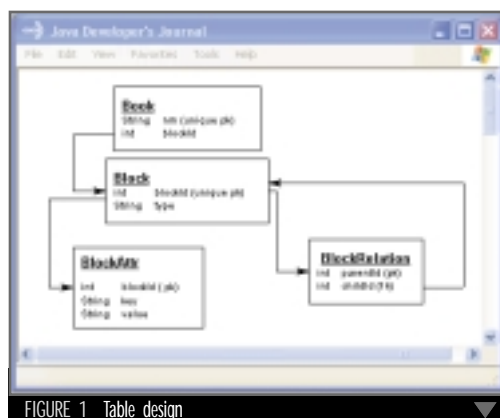 Java Developer's Journal
File Edit View Favorites Tools Help
Book
String nm (unique pk)
int blockId
Block
int blockId (unique pk)
String type
BlockAttr
int blockId (pk)
String key
String value
BlockRelation
int parentId (pk)
int childId (fk)
FIGURE 1 Table design